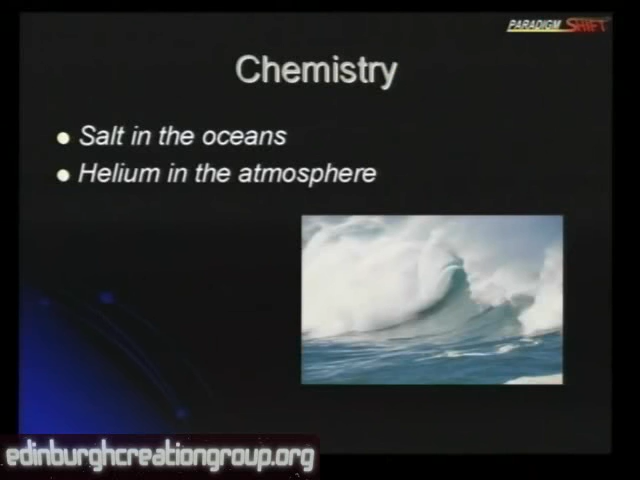 PARADIGM SHIFT
Chemistry
Salt in the oceans
Helium in the atmosphere
edinburghcreationgroup.org